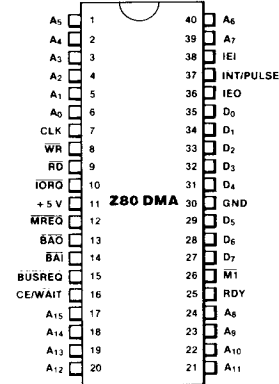 A5 1 40 A6
A4 2 39 A7
A3 3 38 IEI
A2 4 37 INT/PULSE
A1 5 36 IEO
A0 6 35 D0
CLK 7 34 D1
WR 8 33 D2
RD 9 32 D3
IORQ 10 31 D4
+5 V 11 Z80 DMA 30 GND
MREQ 12 29 D5
BAO 13 28 D6
BAI 14 27 D7
BUSREQ 15 26 M1
CE/WAIT 16 25 RDY
A15 17 24 A8
A14 18 23 A9
A13 19 22 A10
A12 20 21 A11